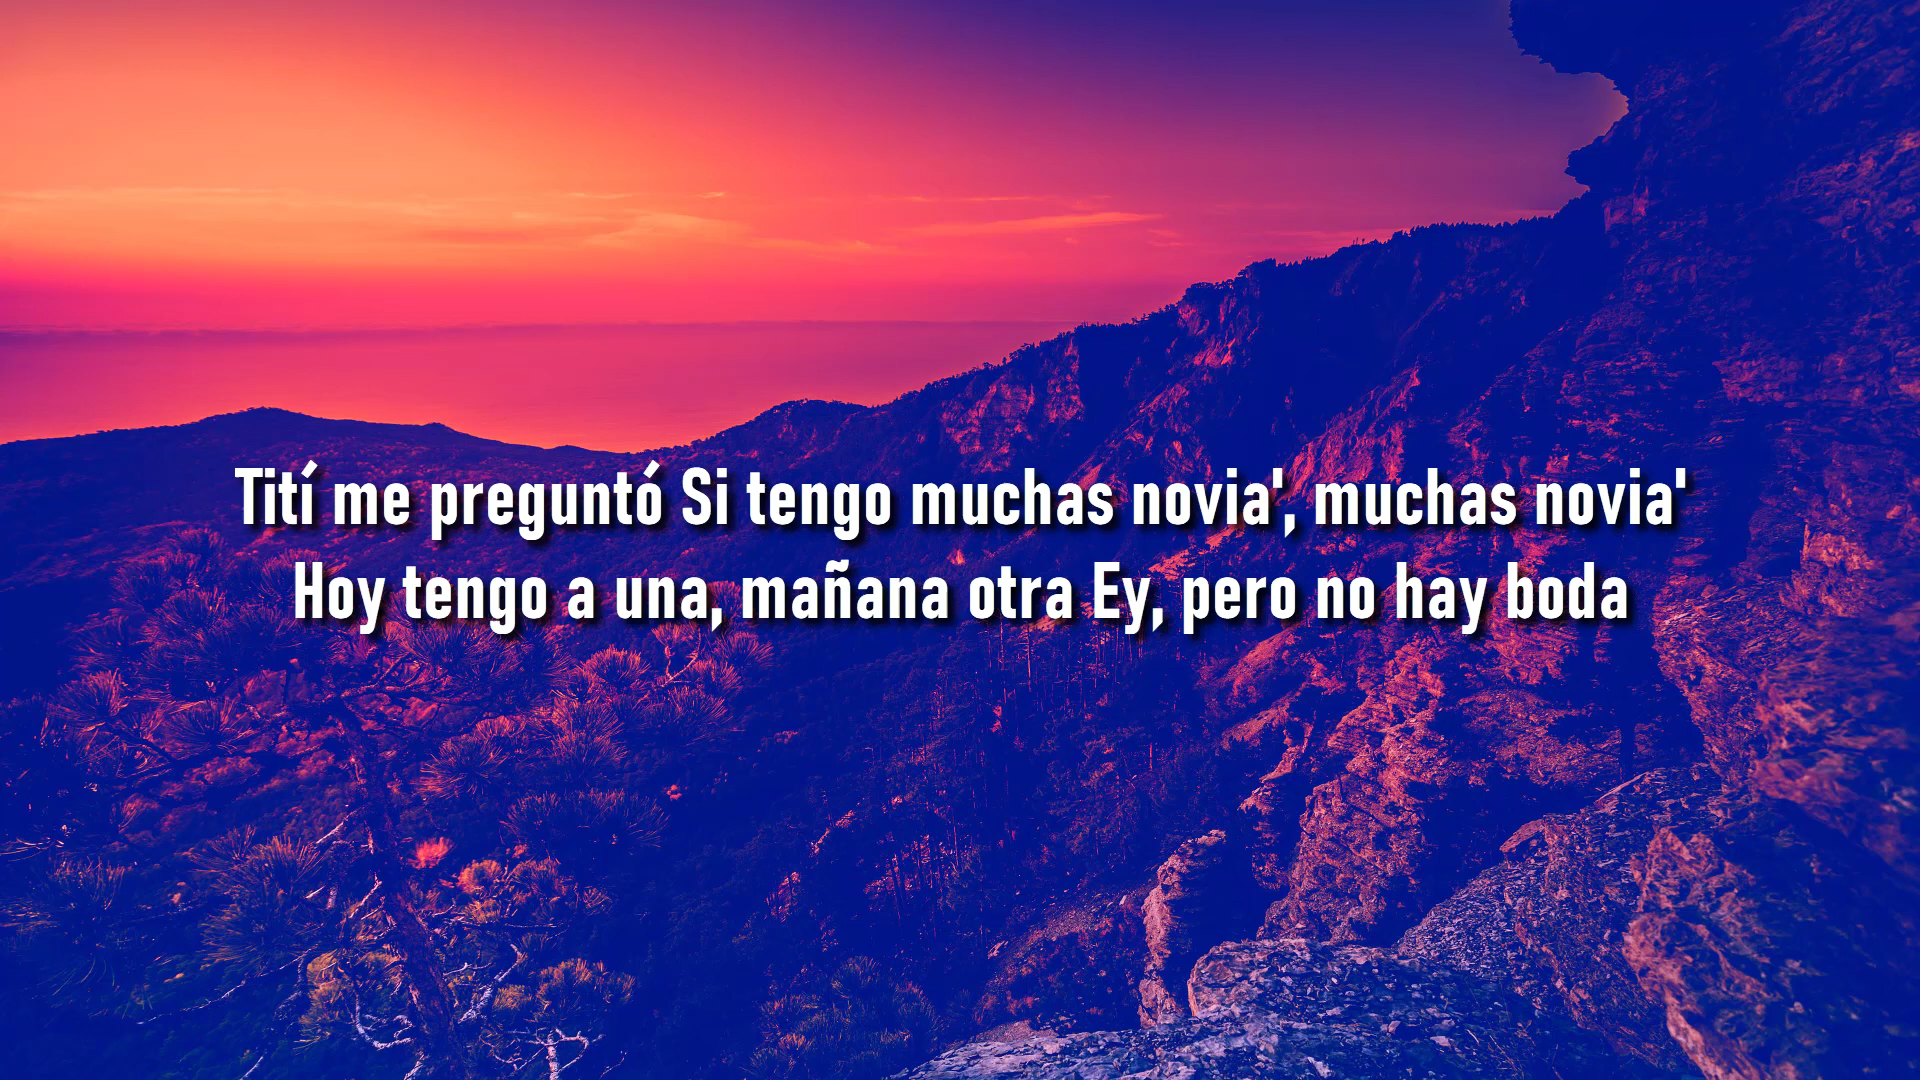 Tití me preguntó Si tengo muchas novia', muchas novia'
Hoy tengo a una, mañana otra Ey, pero no hay boda